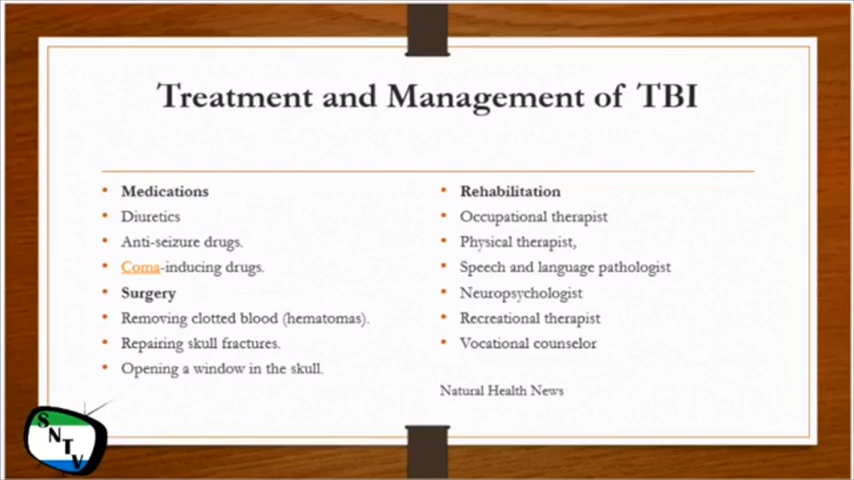 Treatment and Management of TBI
• Medications
• Diuretics
• Anti-seizure drugs.
• Coma-inducing drugs.
• Surgery
• Removing clotted blood (hematomas).
• Repairing skull fractures.
• Opening a window in the skull.
• Rehabilitation
• Occupational therapist
• Physical therapist,
• Speech and language pathologist
• Neuropsychologist
• Recreational therapist
• Vocational counselor
Natural Health News
SNTV